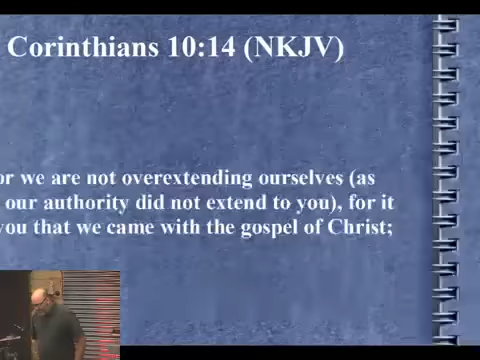 Corinthians 10:14 (NKJV)
or we are not overextending ourselves (as
our authority did not extend to you), for it
you that we came with the gospel of Christ;